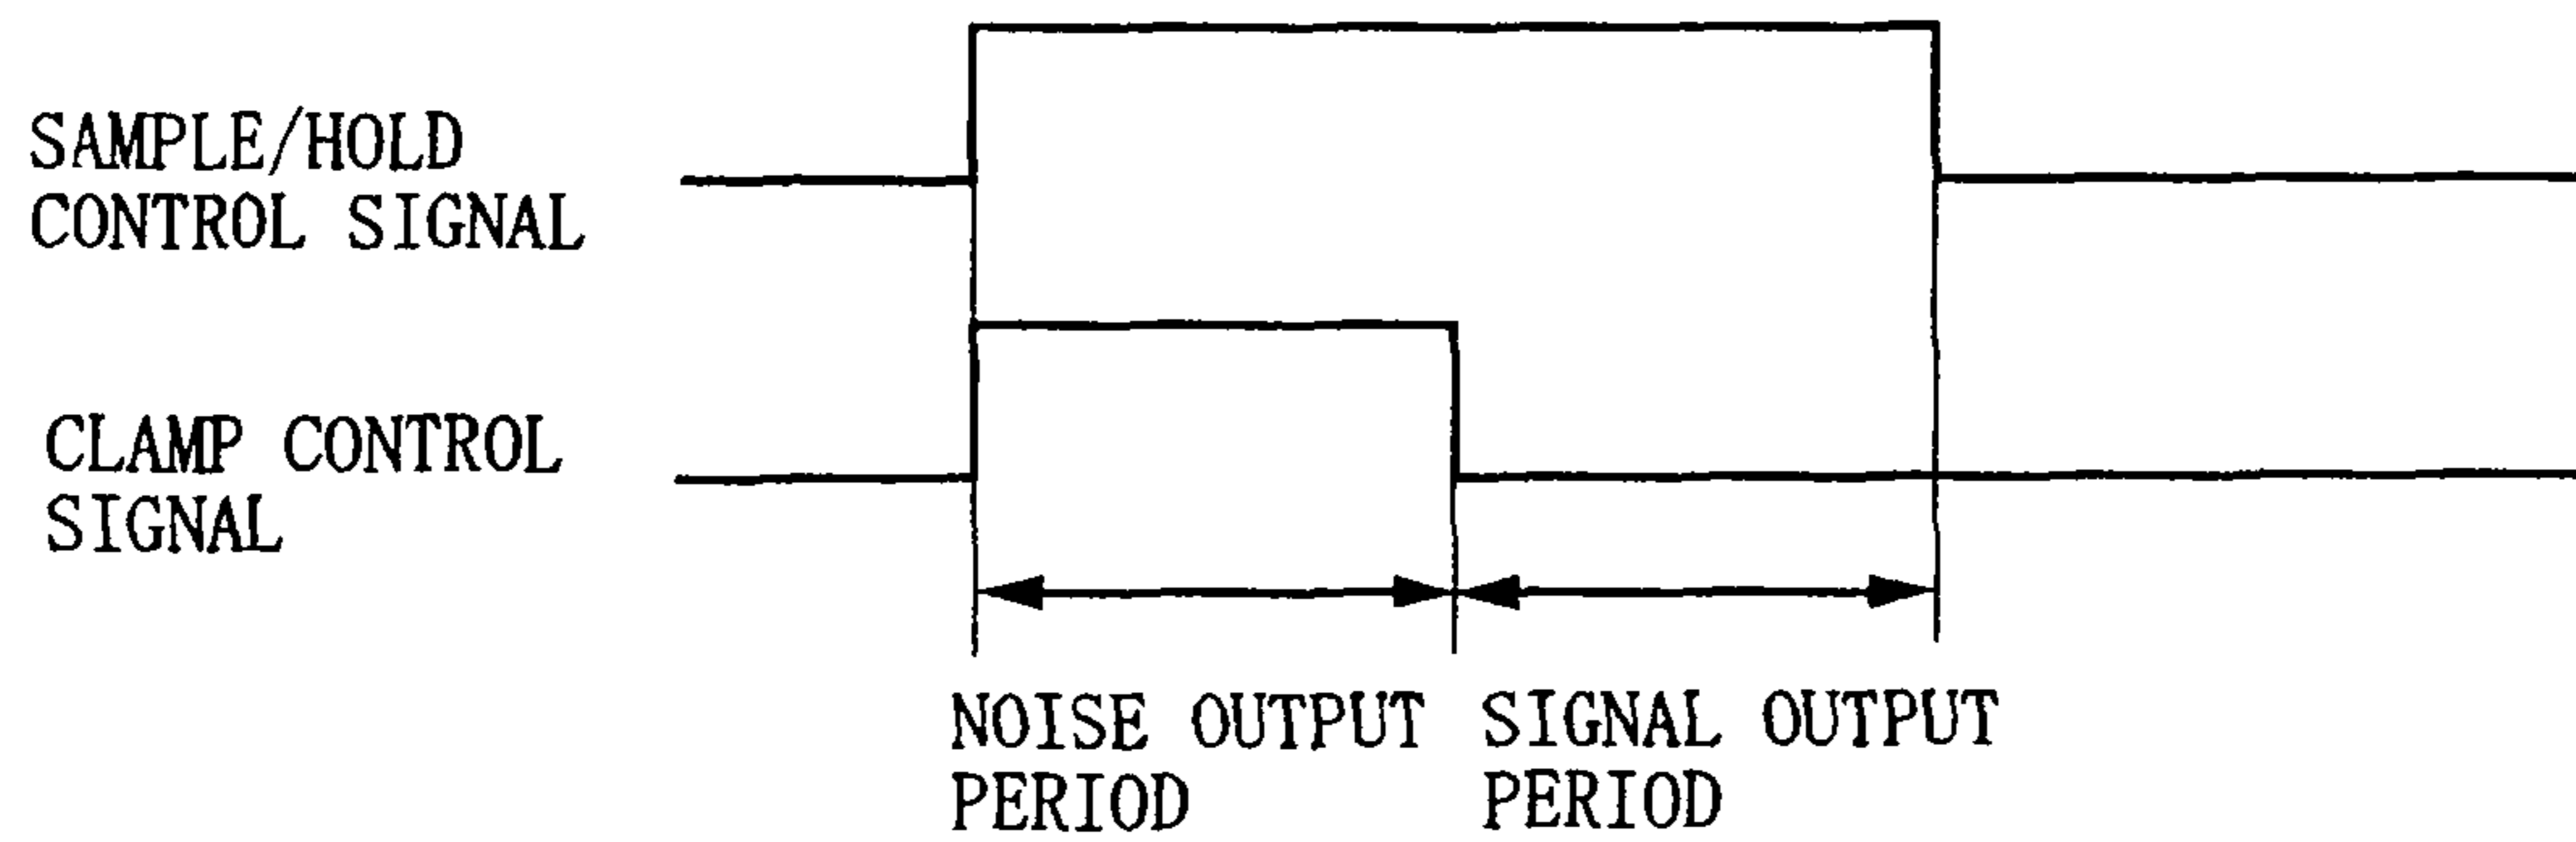 SAMPLE/HOLD
CONTROL SIGNAL
CLAMP CONTROL
SIGNAL
NOISE OUTPUT
PERIOD
SIGNAL OUTPUT
PERIOD